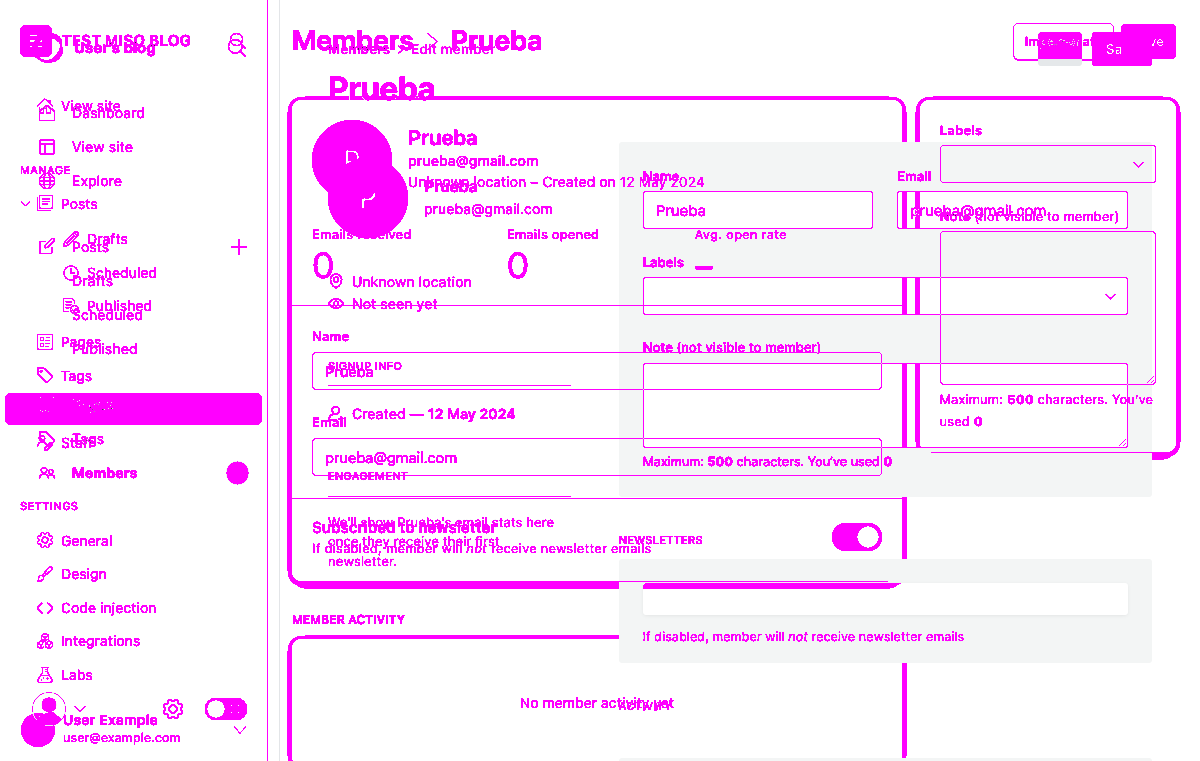 TEST MISO BLOG
user's blog
View site
Dashboard
View site
MANAGE
Explore
Posts
Drafts
Posts
Scheduled
Drafts
Published
Scheduled
Pages
Published
Tags
Tags
Staff
Members
SETTINGS
General
Design
Code injection
Integrations
Labs
User Example
user@example.com
Members > Prueba
Members > Edit member
Prueba
Prueba
prueba@gmail.com
Unknown location – Created on 12 May 2024
Prueba
prueba@gmail.com
Emails received
Emails opened
Avg. open rate
0
0
Unknown location
Not seen yet
Name
Prueba
SIGNUP INFO
Created — 12 May 2024
Email
prueba@gmail.com
ENGAGEMENT
We'll show Prueba's email stats here
once they receive their first
newsletter.
Subscribed to newsletter
If disabled, member will not receive newsletter emails
MEMBER ACTIVITY
No member activity yet
Name
Prueba
Email
prueba@gmail.com
Labels
Note (not visible to member)
Maximum: 500 characters. You've used 0
NEWSLETTERS
If disabled, member will not receive newsletter emails
ACTIVITY
Labels
Note (not visible to member)
Maximum: 500 characters. You've
used 0